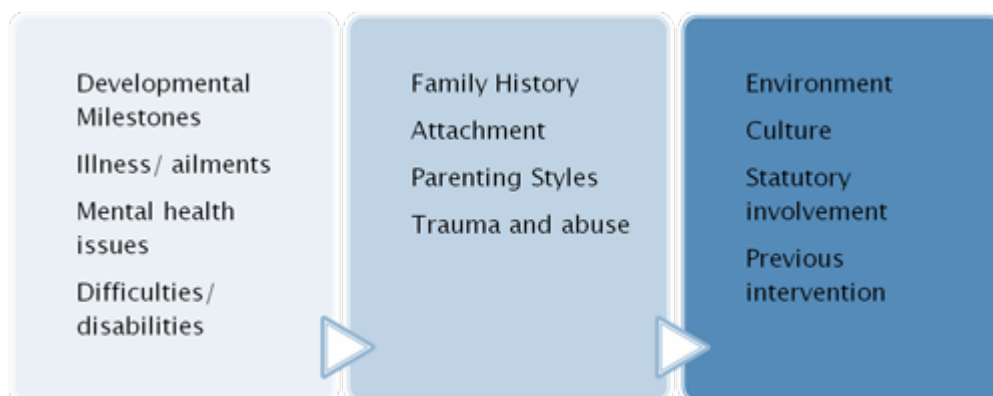 Developmental
Milestones
Illness/ ailments
Mental health
issues
Difficulties/
disabilities
Family History
Attachment
Parenting Styles
Trauma and abuse
Environment
Culture
Statutory
involvement
Previous
intervention